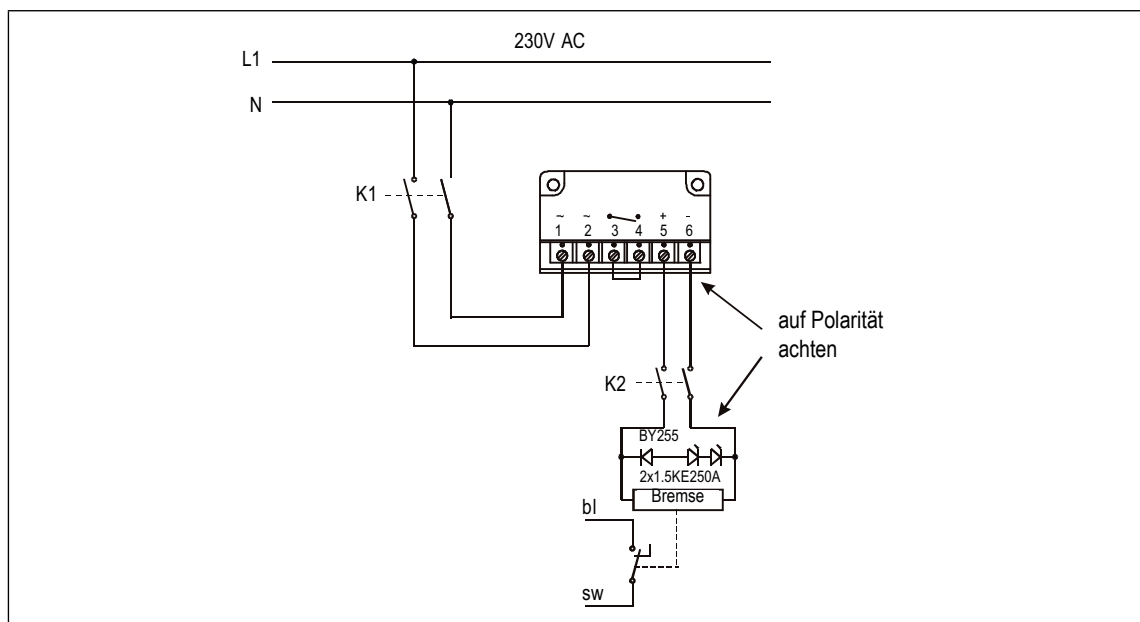 230V AC
L1
N
K1
~ ~ + -
1 2 3 4 5 6
auf Polarität
achten
K2
BY255
2x1.5KE250A
Bremse
bl
sw